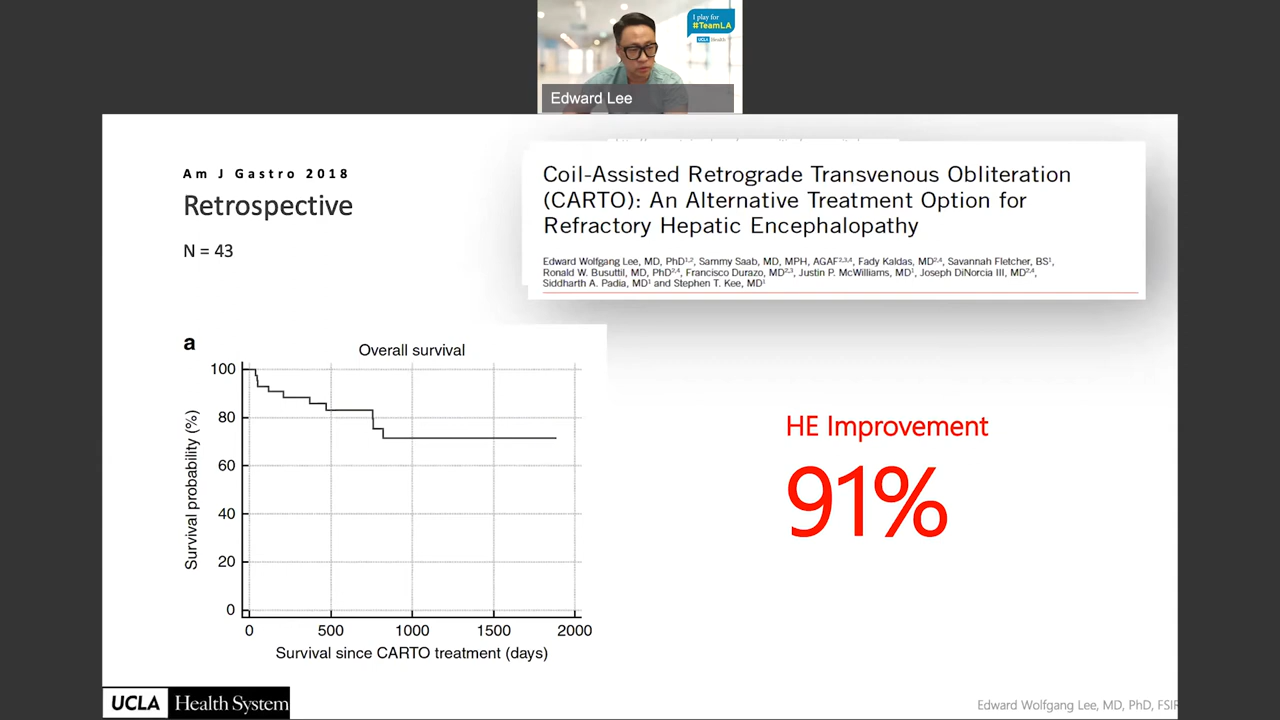 I play for
#TeamLA
UCLA Health
Edward Lee
Am J Gastro 2018
Retrospective
N = 43
Coil-Assisted Retrograde Transvenous Obliteration
(CARTO): An Alternative Treatment Option for
Refractory Hepatic Encephalopathy
Edward Wolfgang Lee, MD, PhD1,2, Sammy Saab, MD, MPH, AGAF2,3,4, Fady Kaldas, MD2,4, Savannah Fletcher, BS1,
Ronald W. Busuttil, MD, PhD2,4, Francisco Durazo, MD2,3, Justin P. McWilliams, MD1, Joseph DiNorcia III, MD2,4,
Siddharth A. Padia, MD1 and Stephen T. Kee, MD1
a
Overall survival
100
80
60
40
20
0
Survival probability (%)
0 500 1000 1500 2000
Survival since CARTO treatment (days)
HE Improvement
91%
UCLA Health System
Edward Wolfgang Lee, MD, PhD, FSIR